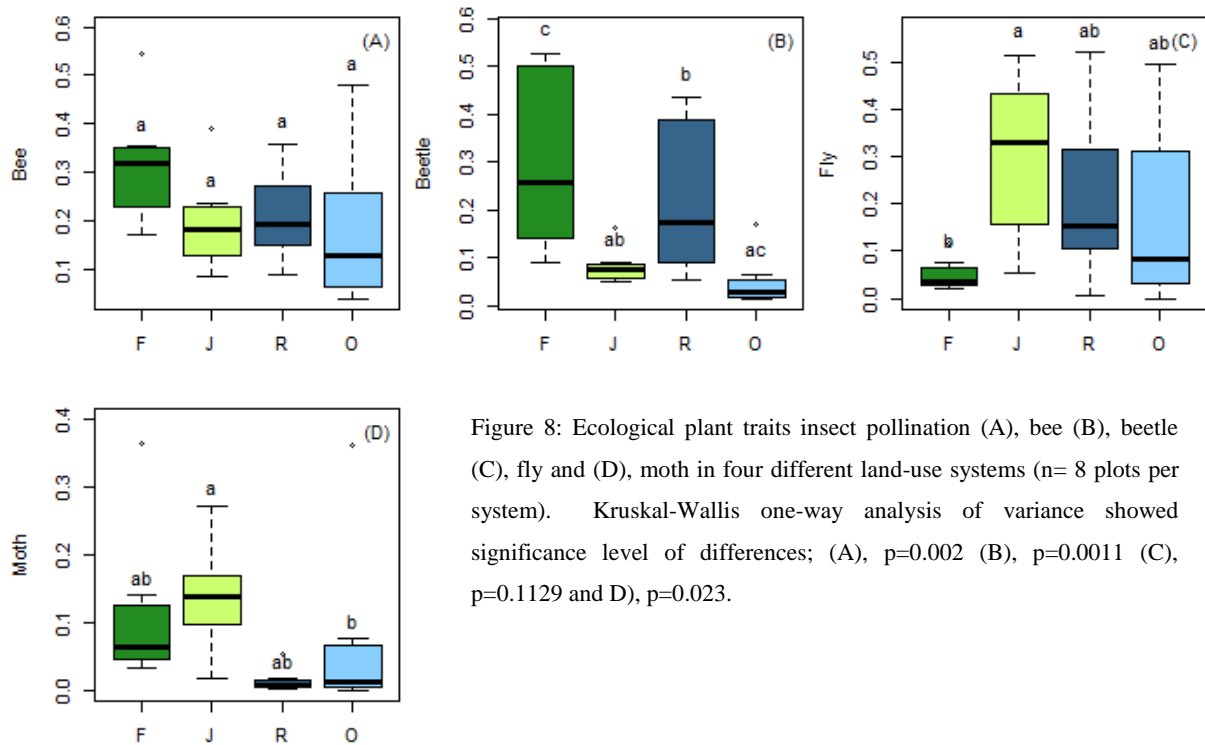 (A)
a
a
a
a
Bee
0.1 0.2 0.3 0.4 0.5 0.6
F J R O
(B)
c
ab
b
ac
Beetle
0.0 0.1 0.2 0.3 0.4 0.5 0.6
F J R O
(C)
b
a
ab
ab
Fly
0.0 0.1 0.2 0.3 0.4 0.5
F J R O
(D)
ab
a
ab
b
Moth
0.0 0.1 0.2 0.3 0.4
F J R O
Figure 8: Ecological plant traits insect pollination (A), bee (B), beetle
(C), fly and (D), moth in four different land-use systems (n= 8 plots per
system). Kruskal-Wallis one-way analysis of variance showed
significance level of differences; (A), p=0.002 (B), p=0.0011 (C),
p=0.1129 and D), p=0.023.